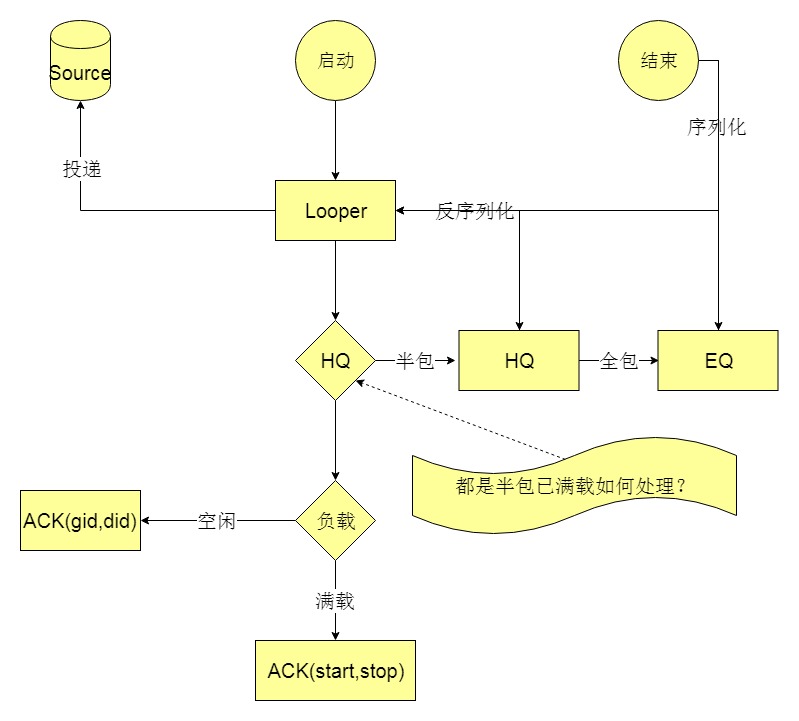 Source
启动
结束
序列化
投递
Looper
反序列化
HQ
半包
HQ
全包
EQ
都是半包已满载如何处理？
ACK(gid,did)
空闲
负载
满载
ACK(start,stop)